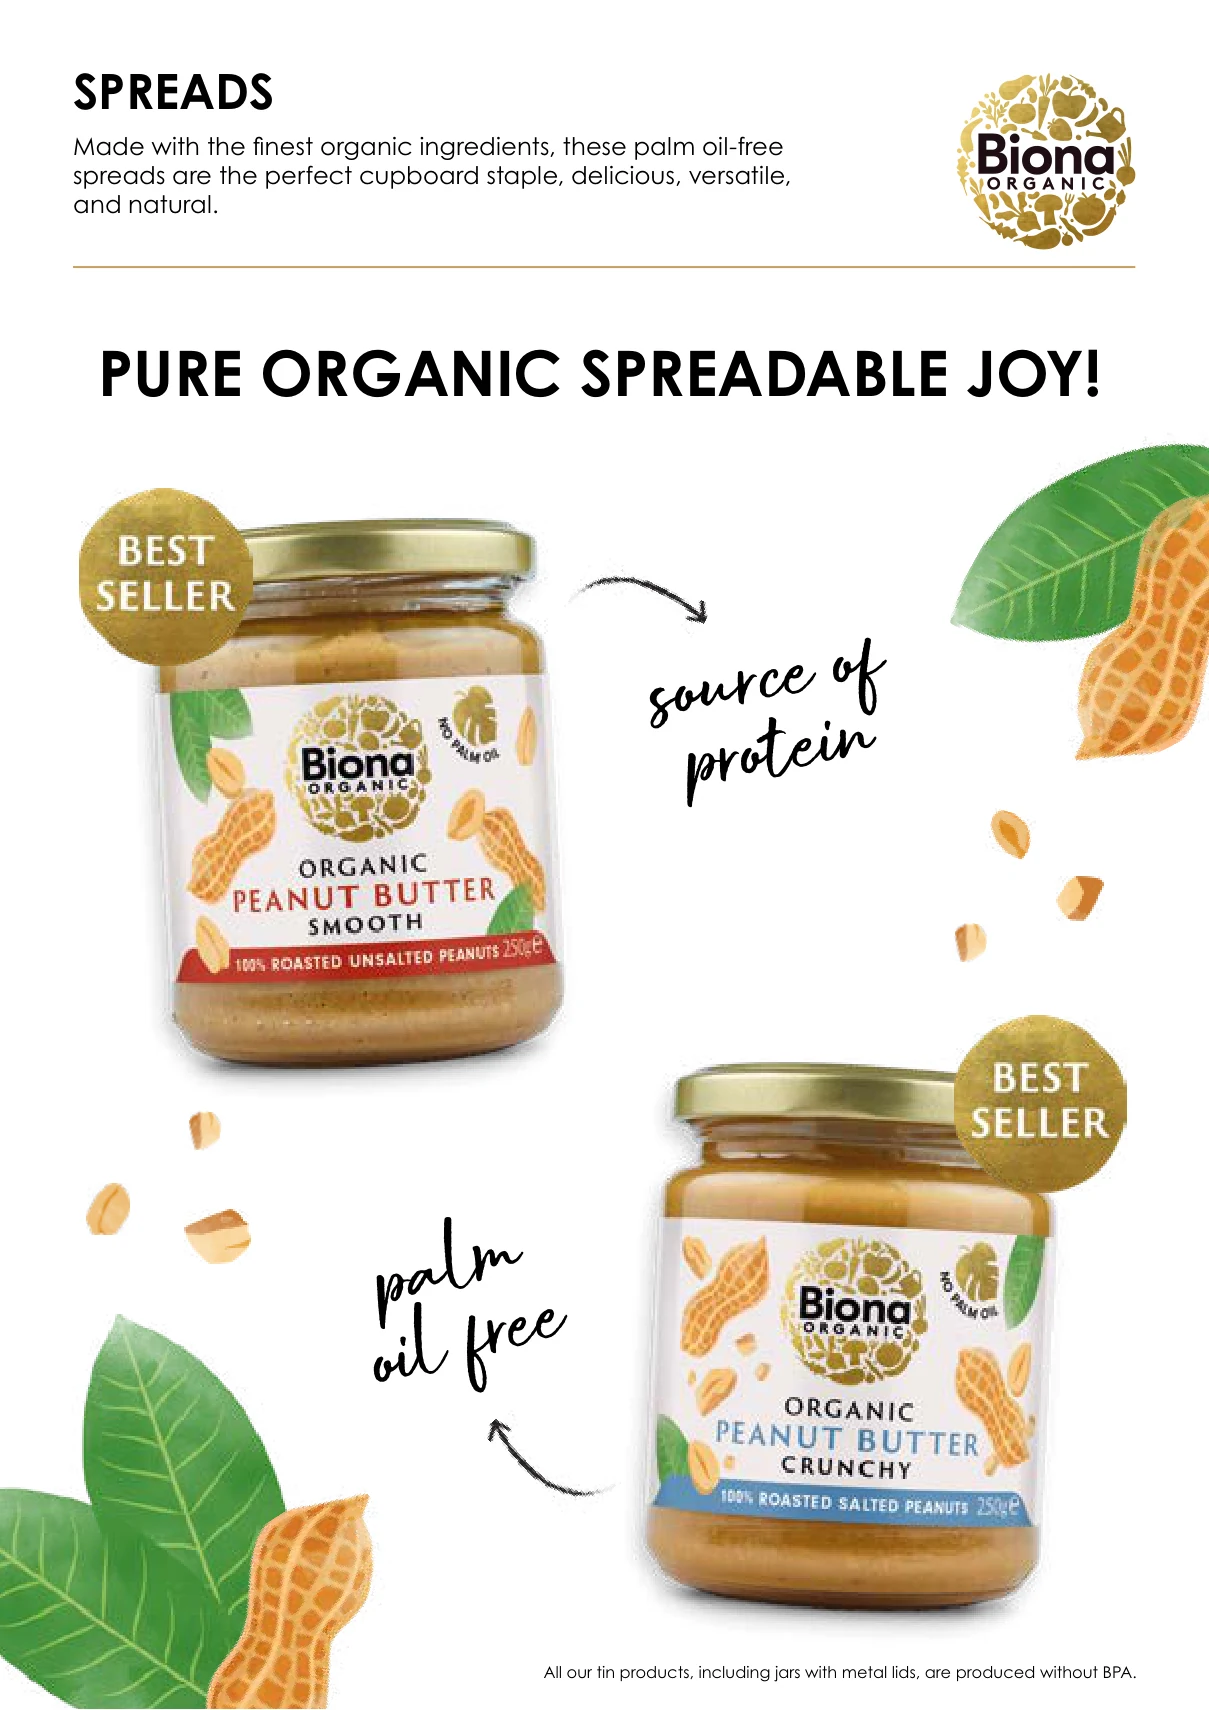 SPREADS
Made with the finest organic ingredients, these palm oil-free
spreads are the perfect cupboard staple, delicious, versatile,
and natural.
Biona
ORGANIC
PURE ORGANIC SPREADABLE JOY!
BEST
SELLER
NO PALM OIL
Biona
ORGANIC
ORGANIC
PEANUT BUTTER
SMOOTH
100% ROASTED UNSALTED PEANUTS 250g e
source of
protein
BEST
SELLER
palm
oil free
NO PALM OIL
Biona
ORGANIC
ORGANIC
PEANUT BUTTER
CRUNCHY
100% ROASTED SALTED PEANUTS 250g e
All our tin products, including jars with metal lids, are produced without BPA.